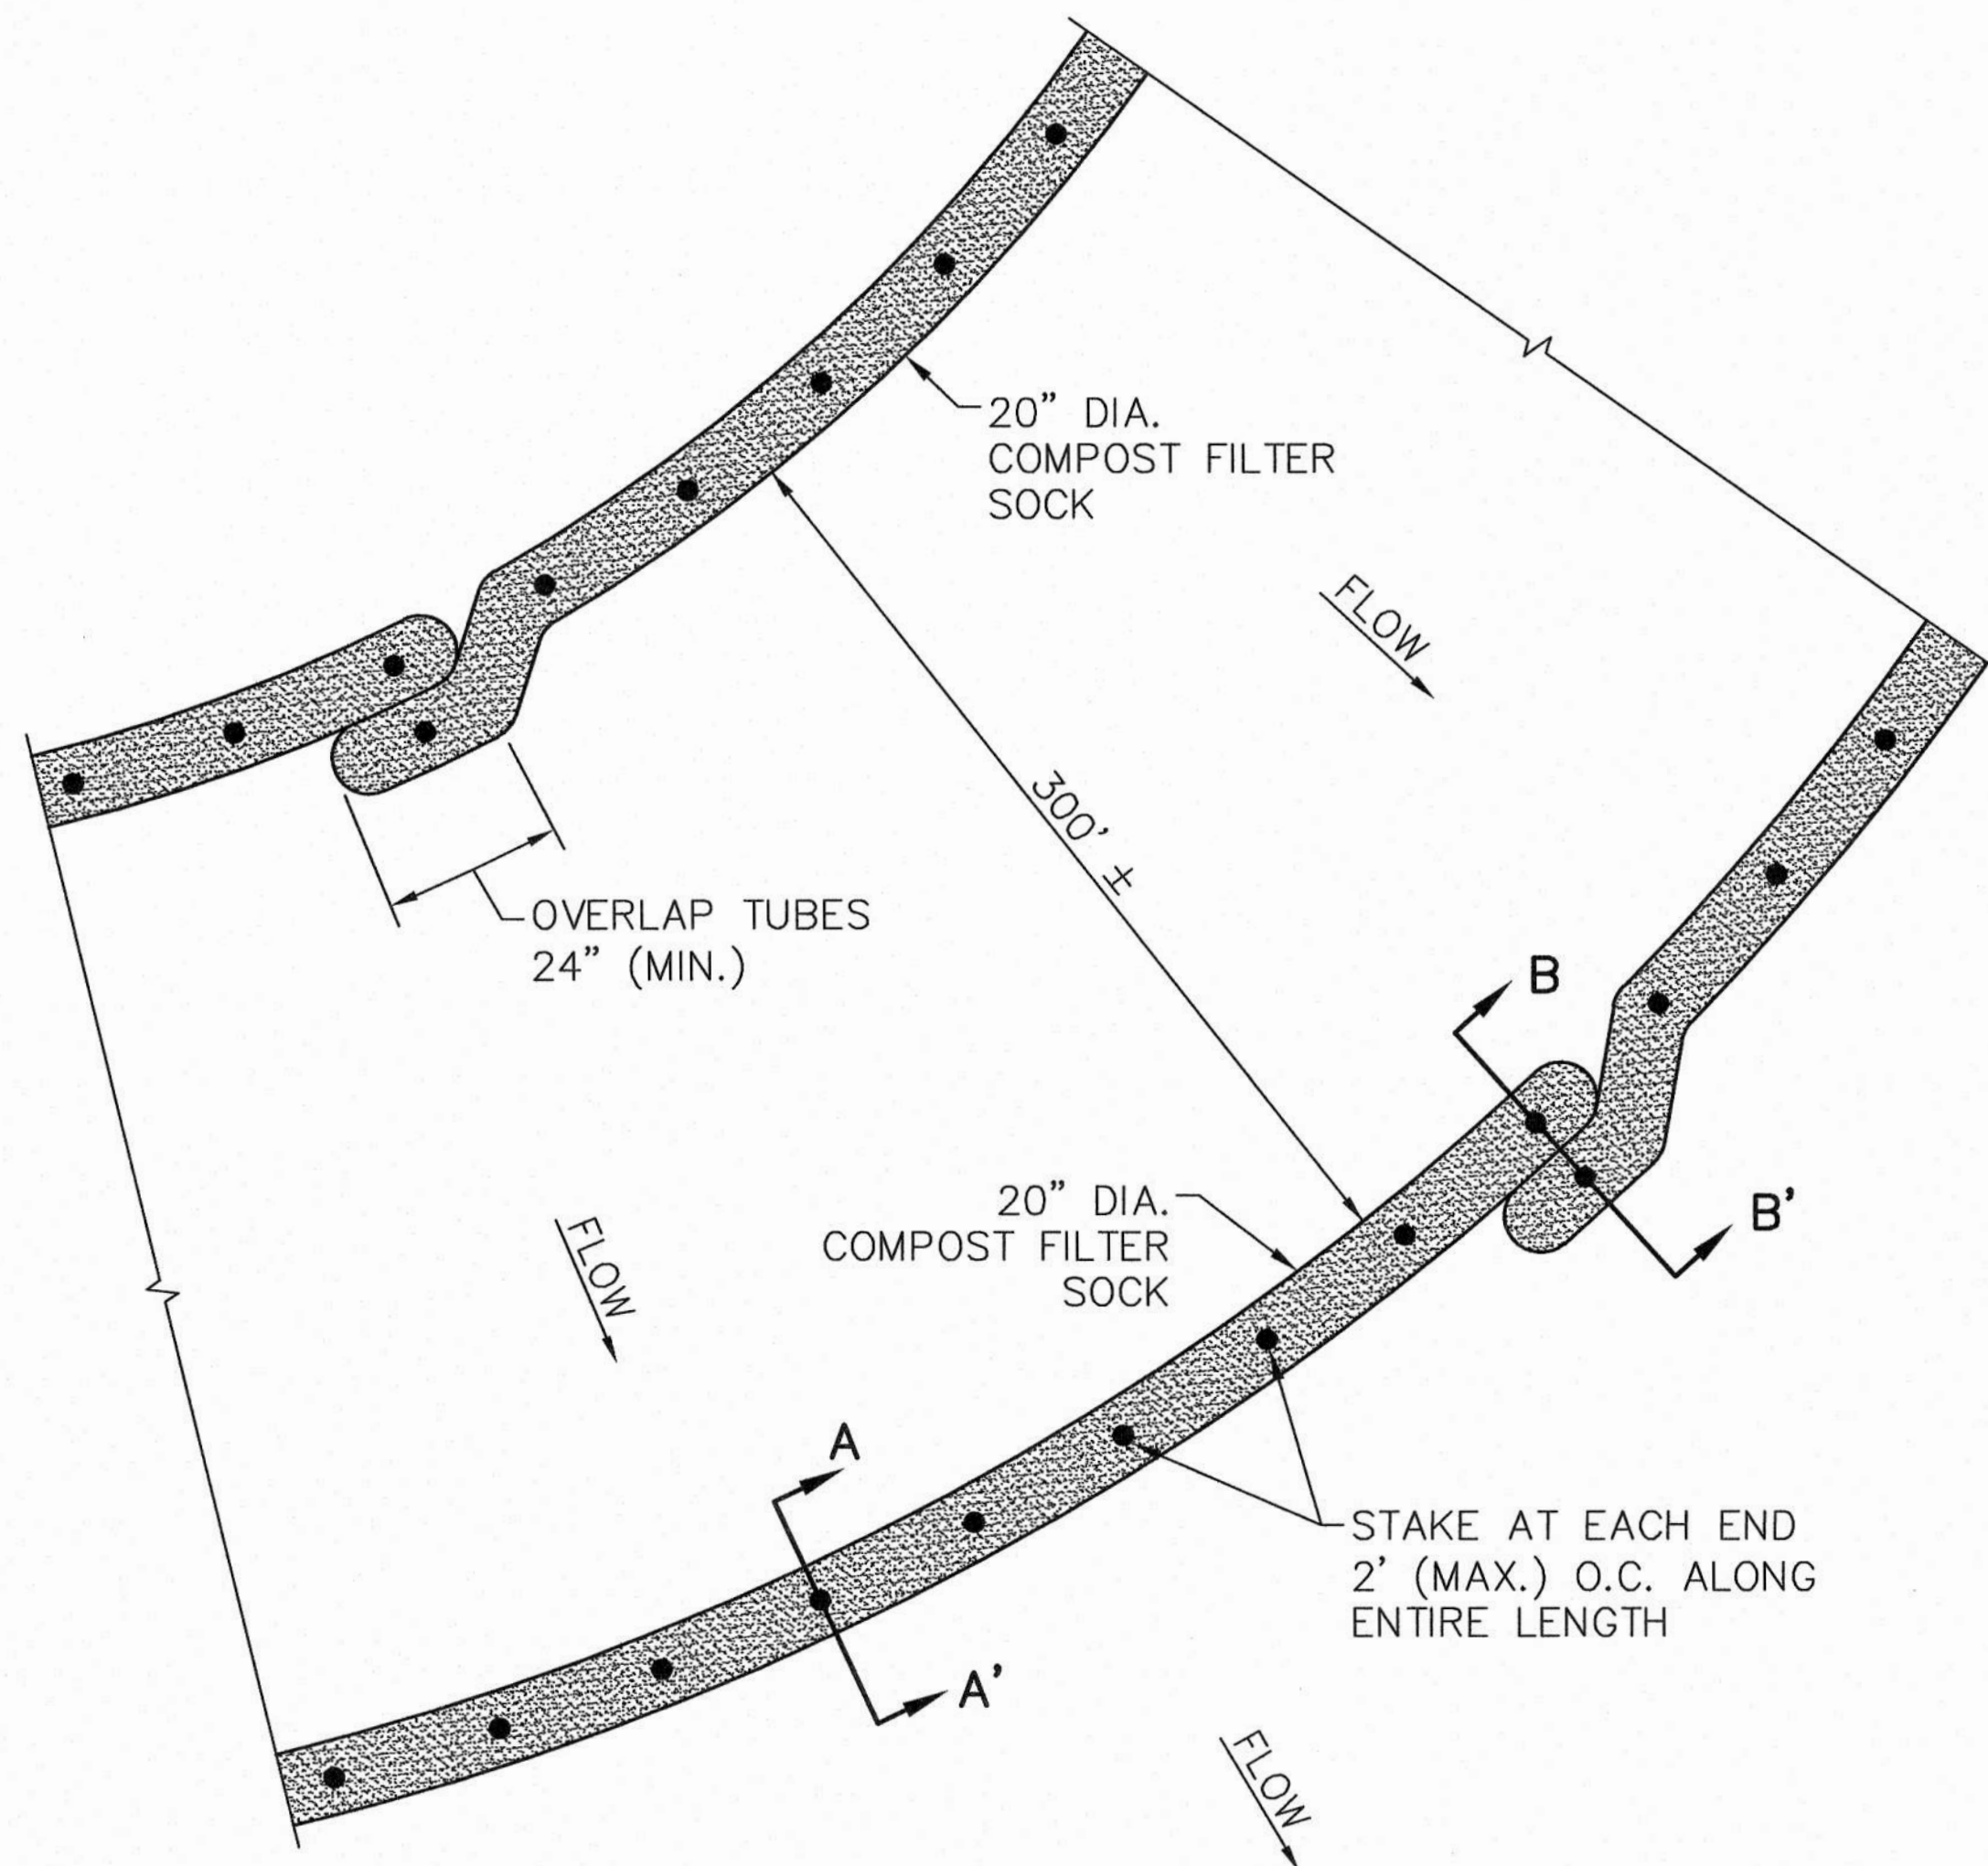 20” DIA.
COMPOST FILTER
SOCK
FLOW
300' ±
OVERLAP TUBES
24” (MIN.)
B
B'
20” DIA.
COMPOST FILTER
SOCK
FLOW
A
A'
STAKE AT EACH END
2' (MAX.) O.C. ALONG
ENTIRE LENGTH
FLOW